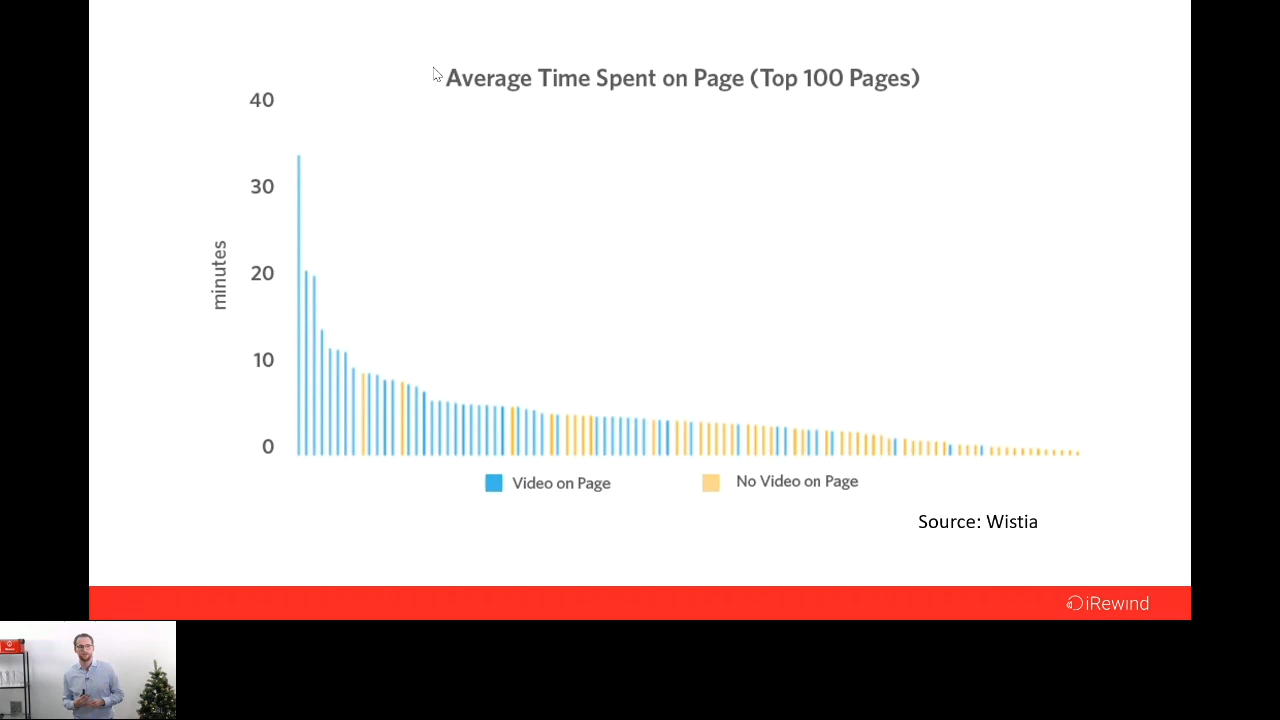 Average Time Spent on Page (Top 100 Pages)
40
30
20
10
0
minutes
Video on Page
No Video on Page
Source: Wistia
iRewind